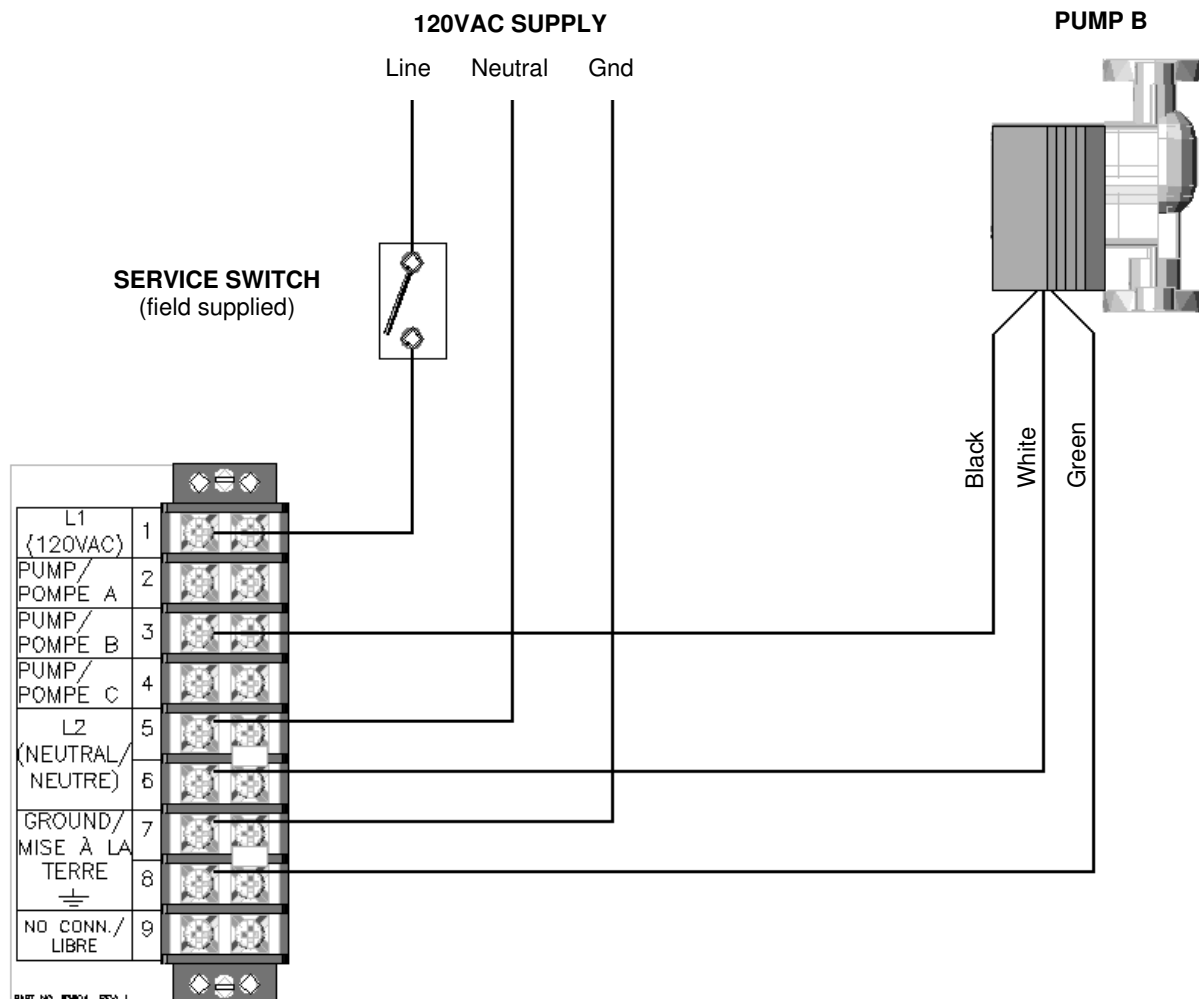 120VAC SUPPLY
PUMP B
Line Neutral Gnd
SERVICE SWITCH
(field supplied)
Black
White
Green
L1
(120VAC)
1
PUMP/
POMPE A
2
PUMP/
POMPE B
3
PUMP/
POMPE C
4
L2
(NEUTRAL/
NEUTRE)
5
6
GROUND/
MISE À LA
TERRE
7
8
NO CONN./
LIBRE
9
PART NO.